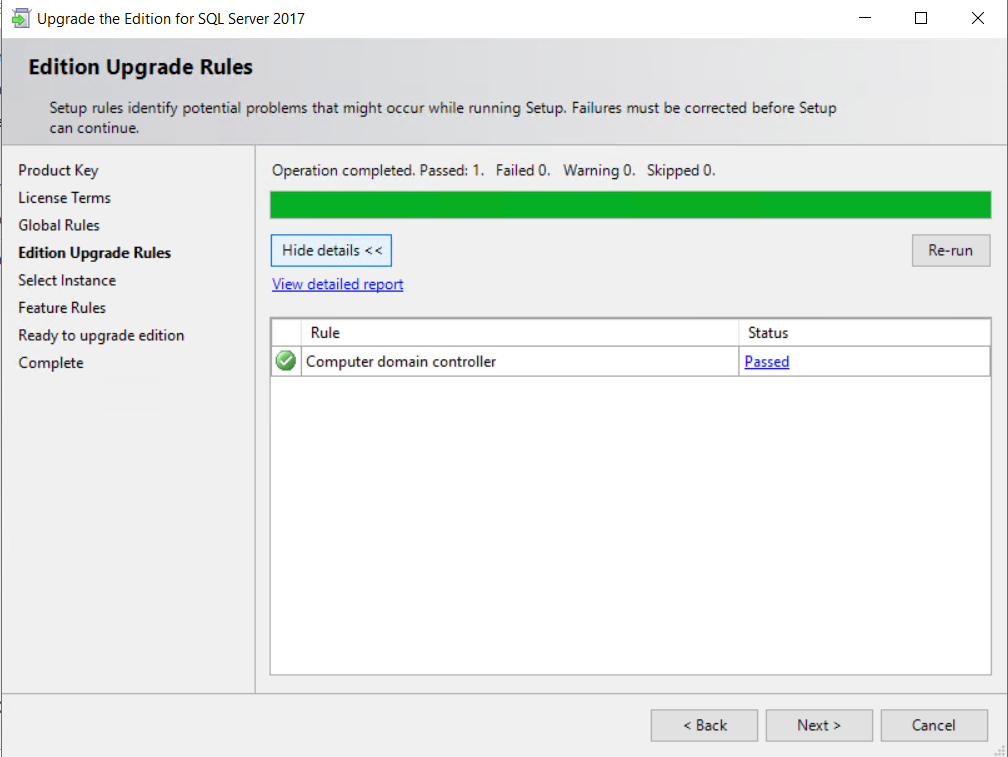 Upgrade the Edition for SQL Server 2017
Edition Upgrade Rules
Setup rules identify potential problems that might occur while running Setup. Failures must be corrected before Setup
can continue.
Product Key
License Terms
Global Rules
Edition Upgrade Rules
Select Instance
Feature Rules
Ready to upgrade edition
Complete
Operation completed. Passed: 1.   Failed 0.   Warning 0.   Skipped 0.
Hide details <<
Re-run
View detailed report
Rule Status
Computer domain controller Passed
< Back Next > Cancel